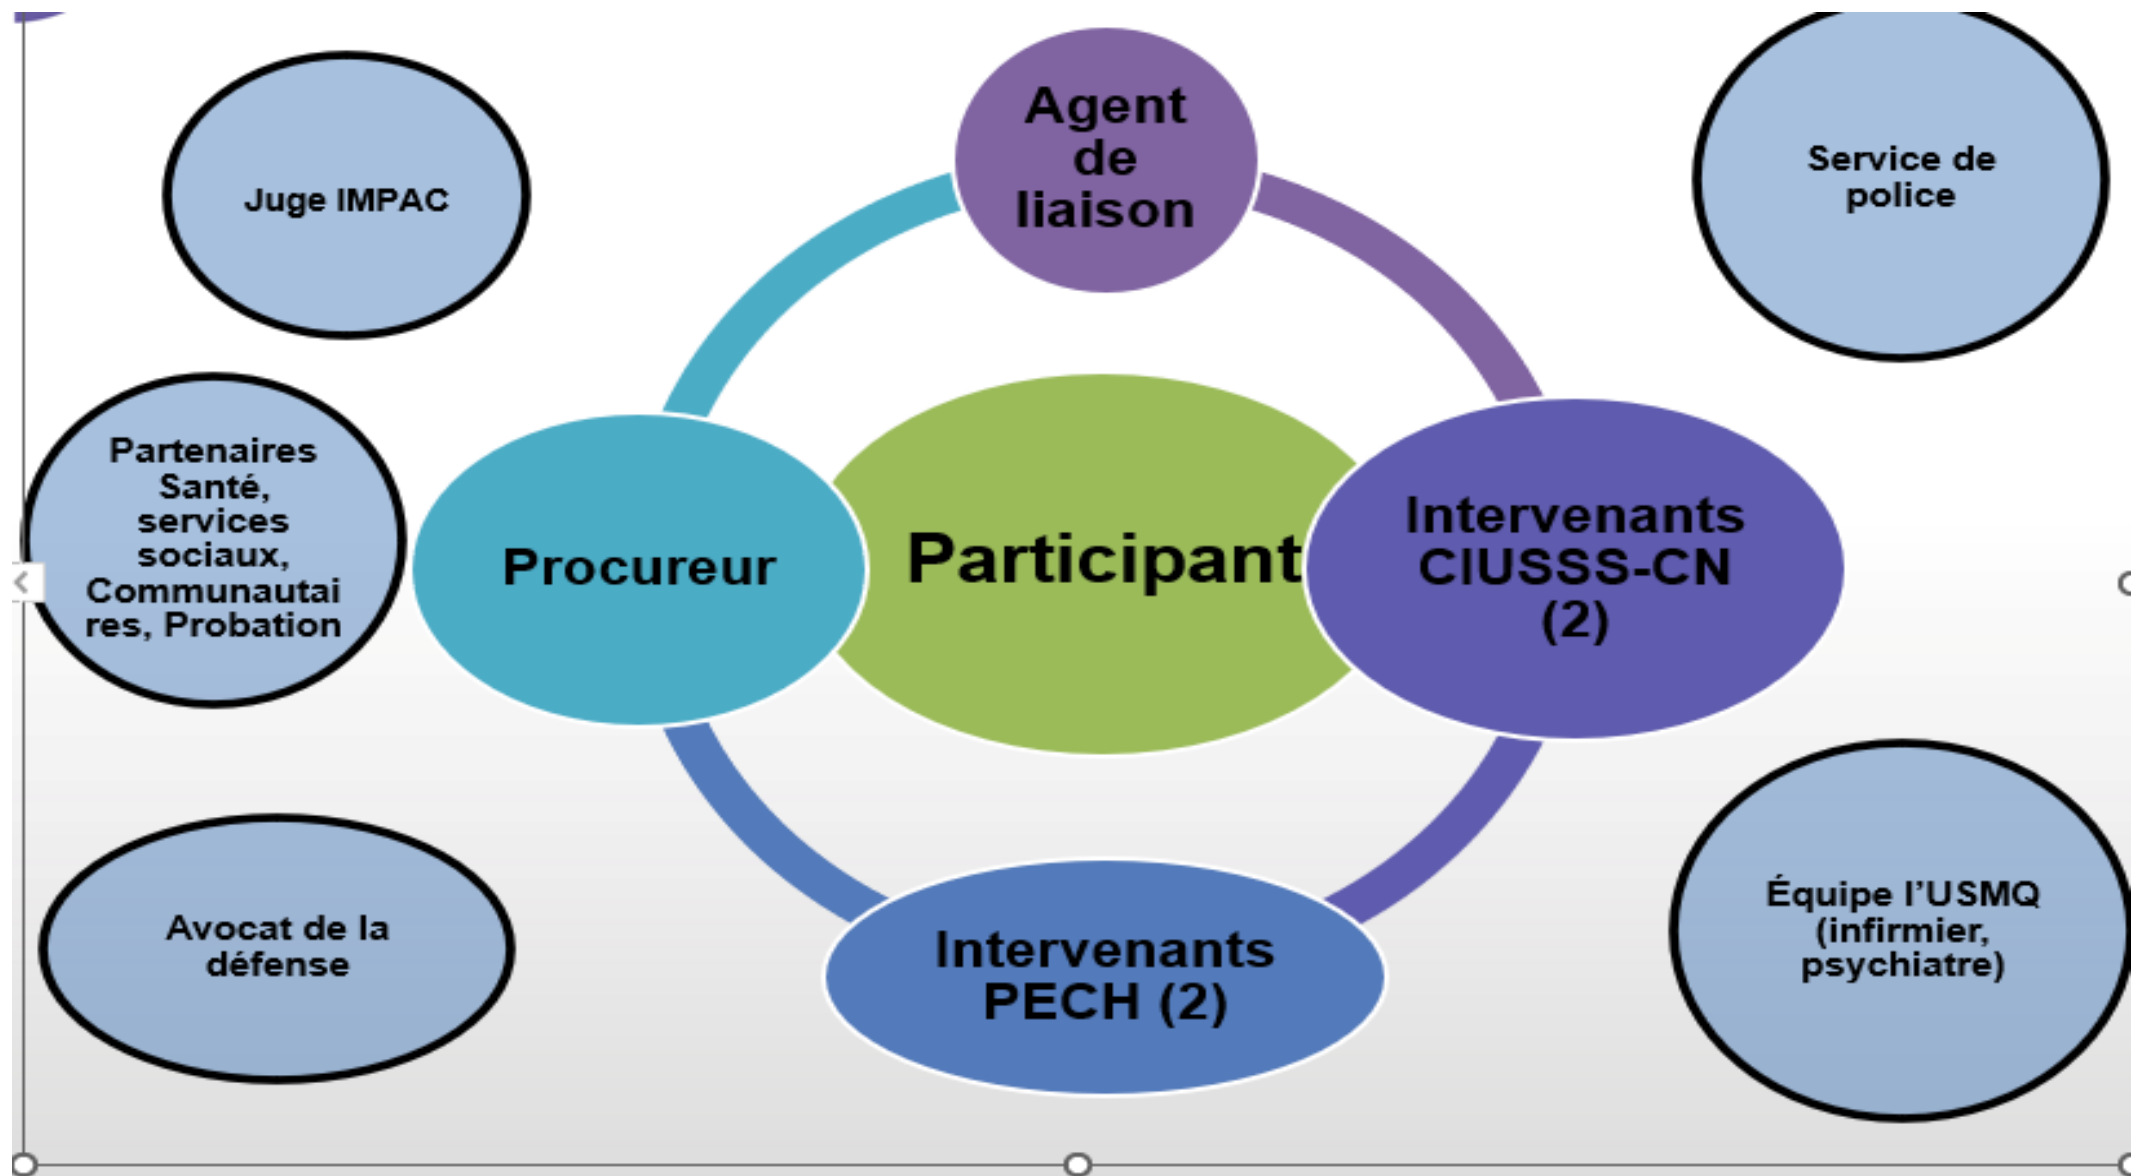 Agent
de
liaison
Juge IMPAC
Service de
police
Partenaires
Santé,
services
sociaux,
Communautai
res, Probation
Procureur
Participant
Intervenants
CIUSSS-CN
(2)
Avocat de la
défense
Intervenants
PECH (2)
Équipe l’USMQ
(infirmier,
psychiatre)